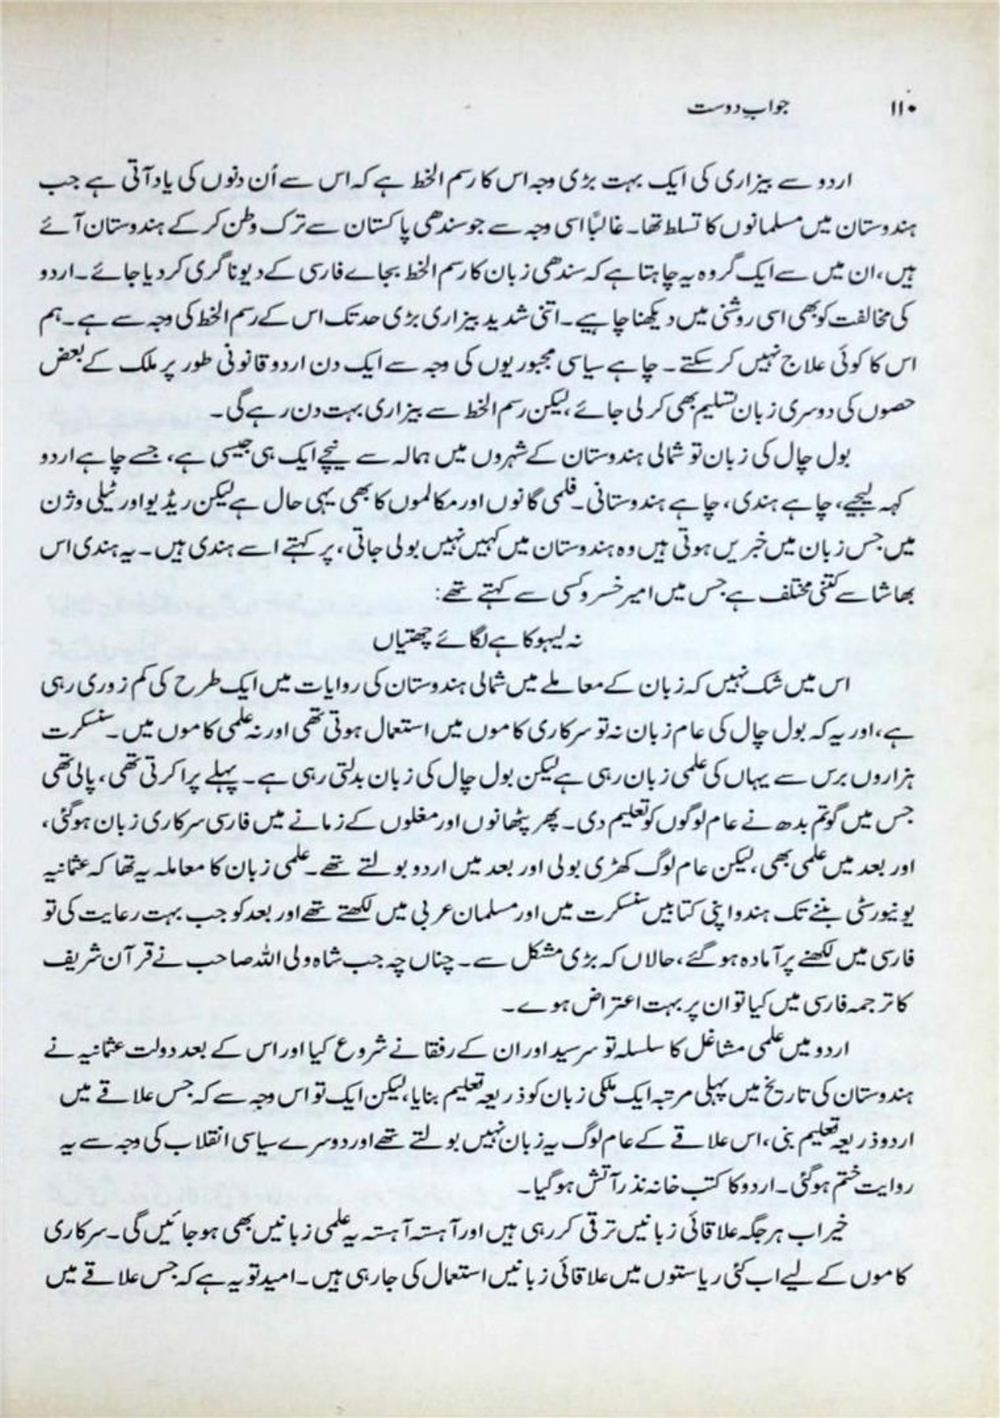 ۱۱۰ جوابِ دوست
اردو سے بیزاری کی ایک بہت بڑی وجہ اس کا رسم الخط ہے کہ اس سے اُن دنوں کی یاد آتی ہے جب
ہندوستان میں مسلمانوں کا تسلط تھا۔ غالباً اسی وجہ سے جو سندھی پاکستان سے ترک وطن کر کے ہندوستان آئے
ہیں، ان میں سے ایک گروہ یہ چاہتا ہے کہ سندھی زبان کا رسم الخط بجاے فارسی کے دیوناگری کر دیا جائے۔ اردو
کی مخالفت کو بھی اسی روشنی میں دیکھنا چاہیے۔ اتنی شدید بیزاری بڑی حد تک اس کے رسم الخط کی وجہ سے ہے۔ ہم
اس کا کوئی علاج نہیں کر سکتے۔ چاہے سیاسی مجبوریوں کی وجہ سے ایک دن اردو قانونی طور پر ملک کے بعض
حصوں کی دوسری زبان تسلیم بھی کر لی جائے، لیکن رسم الخط سے بیزاری بہت دن رہے گی۔
بول چال کی زبان تو شمالی ہندوستان کے شہروں میں ہمالہ سے نیچے ایک ہی جیسی ہے، جسے چاہے اردو
کہہ لیجیے، چاہے ہندی، چاہے ہندوستانی۔ فلمی گانوں اور مکالموں کا بھی یہی حال ہے لیکن ریڈیو اور ٹیلی وژن
میں جس زبان میں خبریں ہوتی ہیں وہ ہندوستان میں کہیں نہیں بولی جاتی، پر کہتے اسے ہندی ہیں۔ یہ ہندی اس
بھاشا سے کتنی مختلف ہے جس میں امیر خسرو کسی سے کہتے تھے:
نہ لیہو کاہے لگائے چھتیاں
اس میں شک نہیں کہ زبان کے معاملے میں شمالی ہندوستان کی روایات میں ایک طرح کی کم زوری رہی
ہے، اور یہ کہ بول چال کی عام زبان نہ تو سرکاری کاموں میں استعمال ہوتی تھی اور نہ علمی کاموں میں۔ سنسکرت
ہزاروں برس سے یہاں کی علمی زبان رہی ہے لیکن بول چال کی زبان بدلتی رہی ہے۔ پہلے پراکرتی تھی، پالی تھی
جس میں گوتم بدھ نے عام لوگوں کو تعلیم دی۔ پھر پٹھانوں اور مغلوں کے زمانے میں فارسی سرکاری زبان ہوگئی،
اور بعد میں علمی بھی، لیکن عام لوگ کھڑی بولی اور بعد میں اردو بولتے تھے۔ علمی زبان کا معاملہ یہ تھا کہ عثمانیہ
یونیورسٹی بننے تک ہندو اپنی کتابیں سنسکرت میں اور مسلمان عربی میں لکھتے تھے اور بعد کو جب بہت رعایت کی تو
فارسی میں لکھنے پر آمادہ ہوگئے، حالاں کہ بڑی مشکل سے۔ چناں چہ جب شاہ ولی اللہ صاحب نے قرآن شریف
کا ترجمہ فارسی میں کیا تو ان پر بہت اعتراض ہوے۔
اردو میں علمی مشاغل کا سلسلہ تو سرسید اور ان کے رفقا نے شروع کیا اور اس کے بعد دولت عثمانیہ نے
ہندوستان کی تاریخ میں پہلی مرتبہ ایک ملکی زبان کو ذریعہ تعلیم بنایا، لیکن ایک تو اس وجہ سے کہ جس علاقے میں
اردو ذریعہ تعلیم بنی، اس علاقے کے عام لوگ یہ زبان نہیں بولتے تھے اور دوسرے سیاسی انقلاب کی وجہ سے یہ
روایت ختم ہوگئی۔ اردو کا کتب خانہ نذر آتش ہوگیا۔
خیر اب ہر جگہ علاقائی زبانیں ترقی کر رہی ہیں اور آہستہ آہستہ یہ علمی زبانیں بھی ہو جائیں گی۔ سرکاری
کاموں کے لیے اب کئی ریاستوں میں علاقائی زبانیں استعمال کی جا رہی ہیں۔ امید تو یہ ہے کہ جس علاقے میں